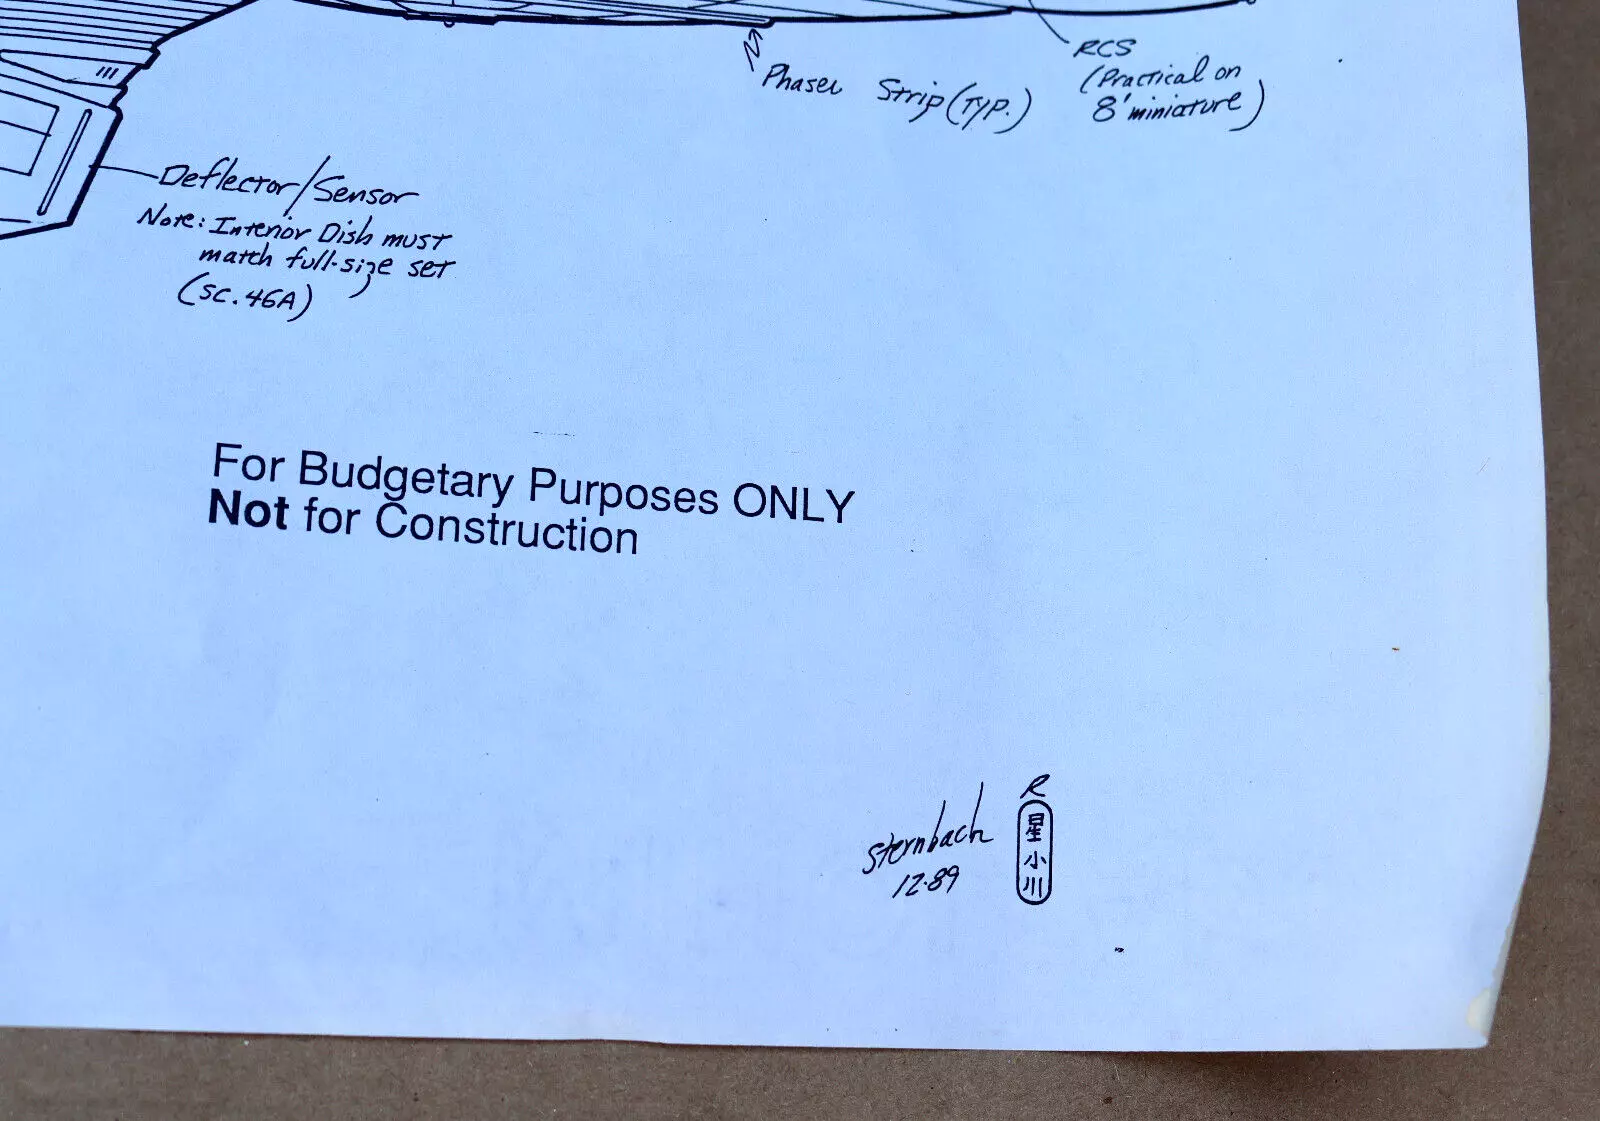 RCS
(Practical on
8' miniature)
Phaser Strip (TYP.)
Deflector/Sensor
Note: Interior Dish must
match full-size set
(SC. 46A)
For Budgetary Purposes ONLY
Not for Construction
R
Sternbach
12·89
星小川